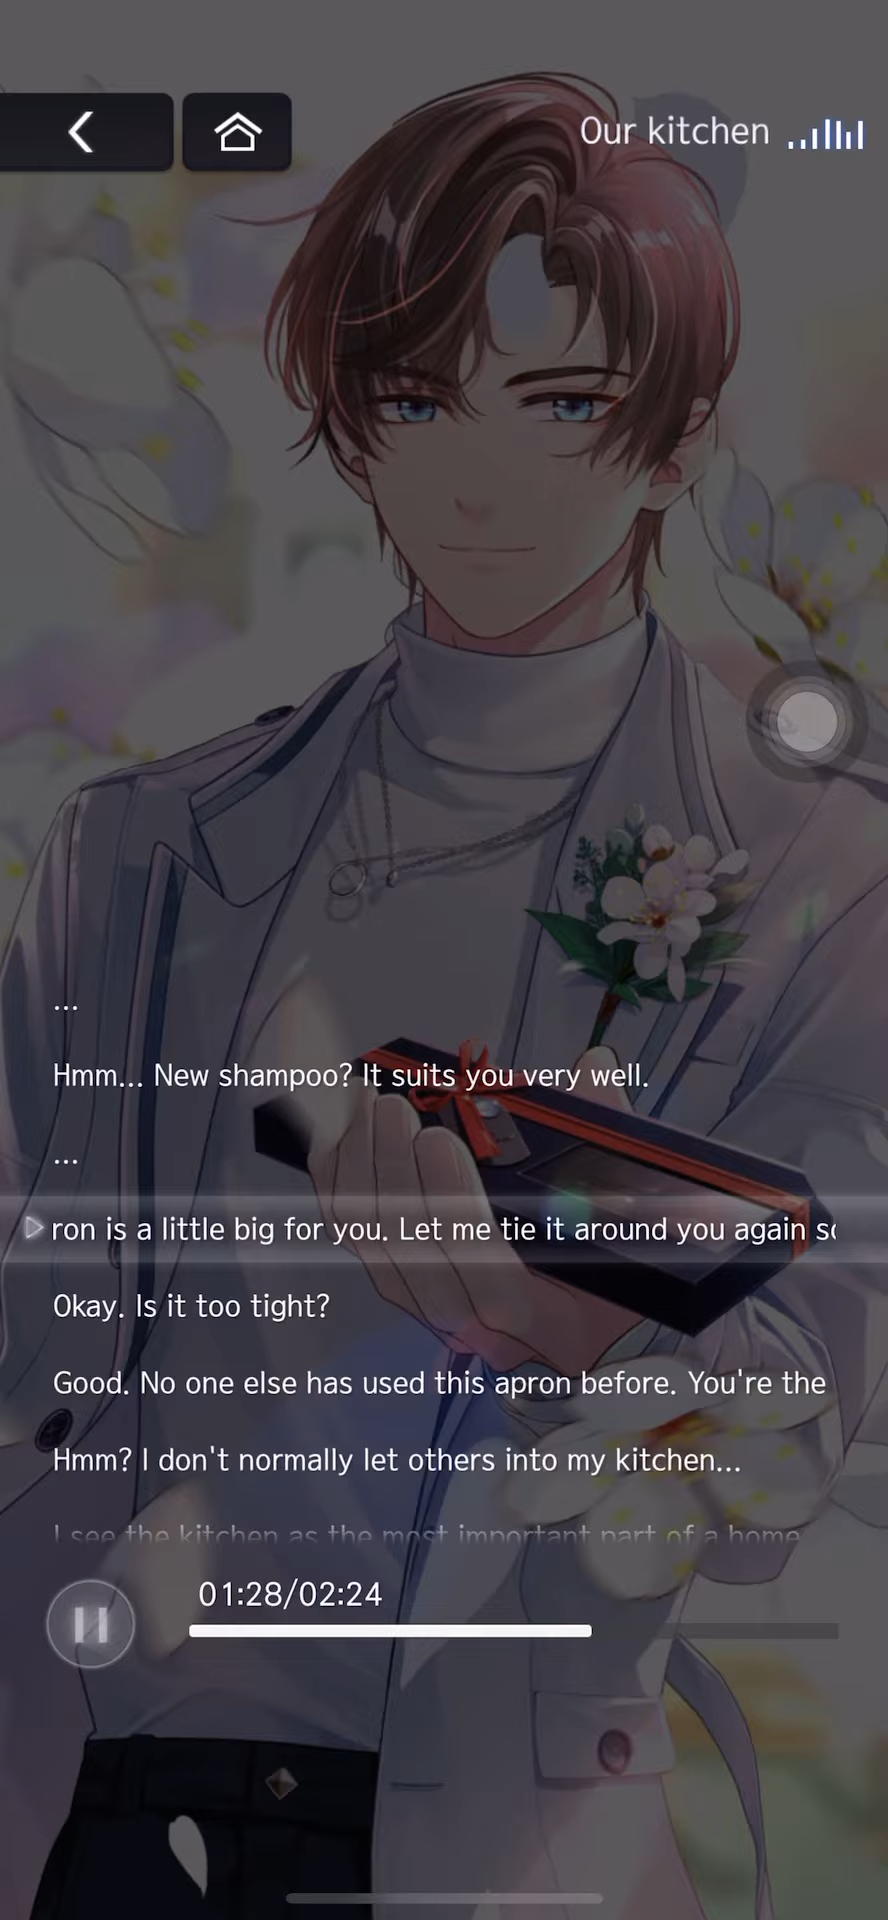 Our kitchen
...
Hmm... New shampoo? It suits you very well.
...
ron is a little big for you. Let me tie it around you again so
Okay. Is it too tight?
Good. No one else has used this apron before. You're the
Hmm? I don't normally let others into my kitchen...
I see the kitchen as the most important part of a home
01:28/02:24